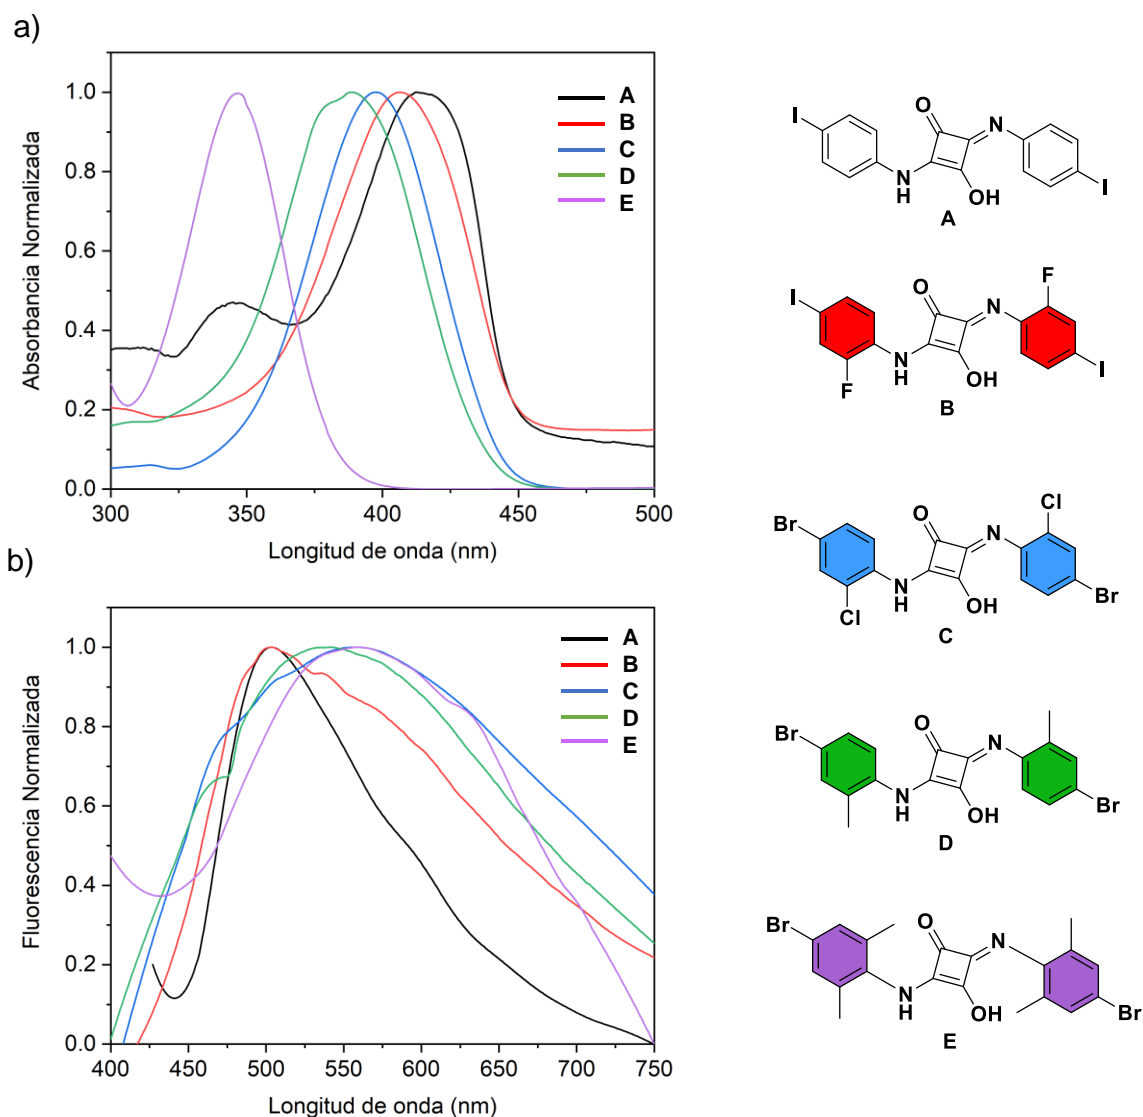 a)
Absorbancia Normalizada
1.0
0.8
0.6
0.4
0.2
0.0
300 350 400 450 500
Longitud de onda (nm)
A
B
C
D
E
b)
Fluorescencia Normalizada
1.0
0.8
0.6
0.4
0.2
0.0
400 450 500 550 600 650 700 750
Longitud de onda (nm)
A
B
C
D
E
I O N
N H OH I
A
I O N F
F N H OH I
B
Br O N Cl
Cl N H OH Br
C
Br O N
N H OH Br
D
Br O N
N H OH Br
E